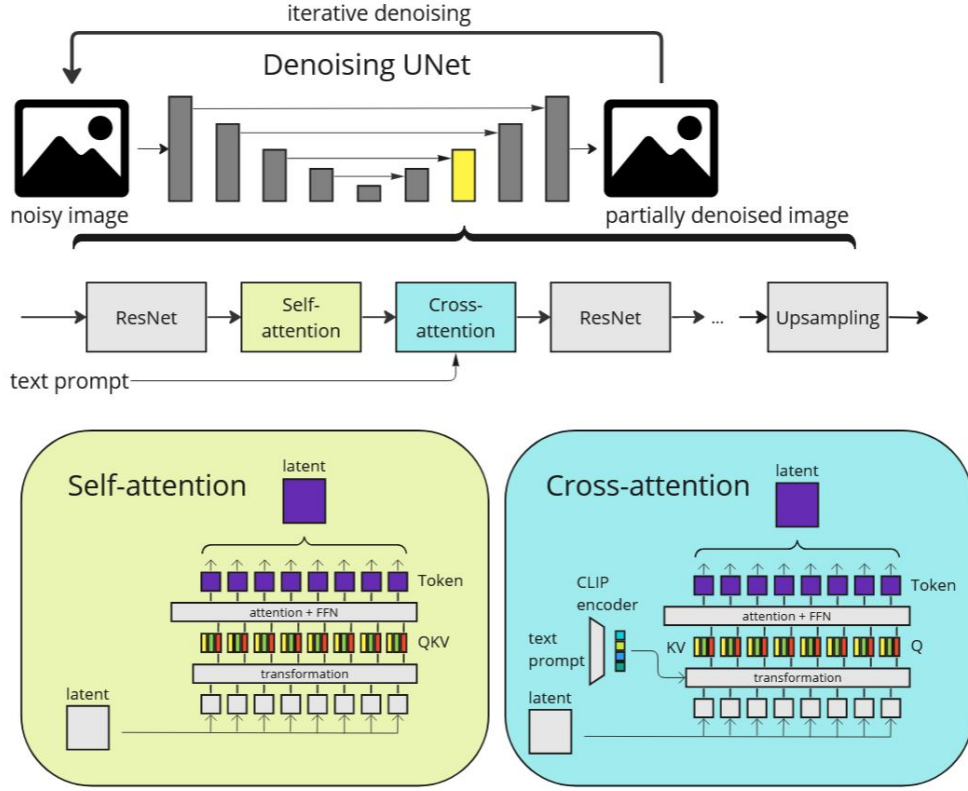 iterative denoising
Denoising UNet
noisy image
partially denoised image
ResNet
Self-
attention
Cross-
attention
ResNet
...
Upsampling
text prompt
Self-attention
latent
Token
attention + FFN
QKV
transformation
latent
Cross-attention
latent
CLIP
encoder
Token
attention + FFN
text
prompt
KV
Q
transformation
latent